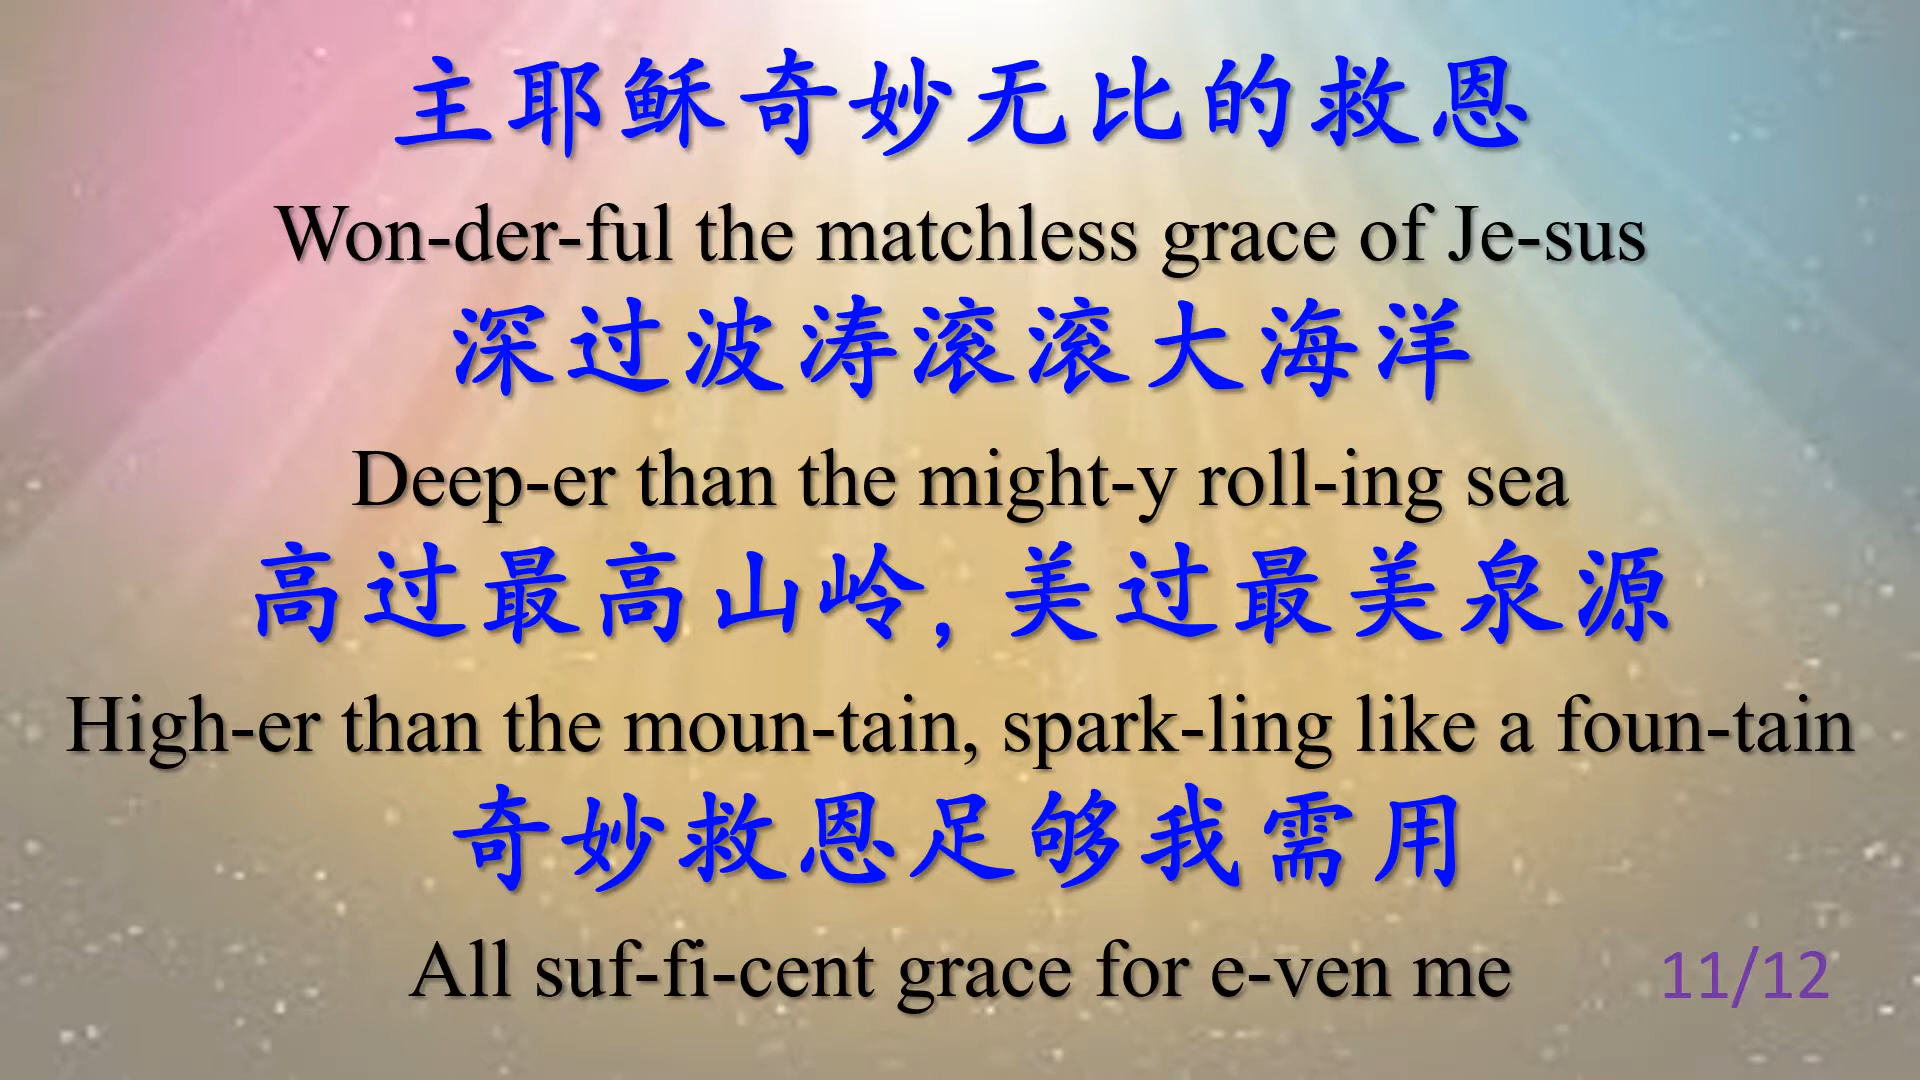 主耶稣奇妙无比的救恩
Won-der-ful the matchless grace of Je-sus
深过波涛滚滚大海洋
Deep-er than the might-y roll-ing sea
高过最高山岭, 美过最美泉源
High-er than the moun-tain, spark-ling like a foun-tain
奇妙救恩足够我需用
All suf-fi-cent grace for e-ven me
11/12